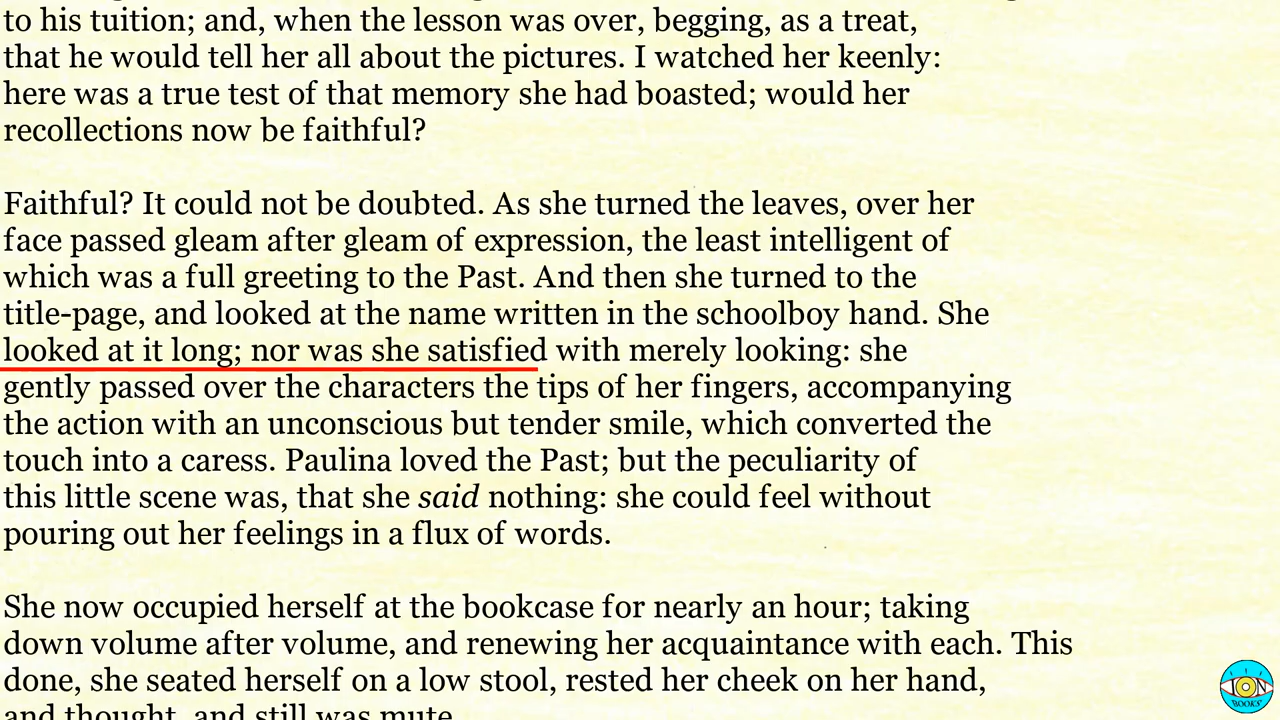 to his tuition; and, when the lesson was over, begging, as a treat,
that he would tell her all about the pictures. I watched her keenly:
here was a true test of that memory she had boasted; would her
recollections now be faithful?
Faithful? It could not be doubted. As she turned the leaves, over her
face passed gleam after gleam of expression, the least intelligent of
which was a full greeting to the Past. And then she turned to the
title-page, and looked at the name written in the schoolboy hand. She
looked at it long; nor was she satisfied with merely looking: she
gently passed over the characters the tips of her fingers, accompanying
the action with an unconscious but tender smile, which converted the
touch into a caress. Paulina loved the Past; but the peculiarity of
this little scene was, that she said nothing: she could feel without
pouring out her feelings in a flux of words.
She now occupied herself at the bookcase for nearly an hour; taking
down volume after volume, and renewing her acquaintance with each. This
done, she seated herself on a low stool, rested her cheek on her hand,
and thought, and still was mute.
ION
BOOKS